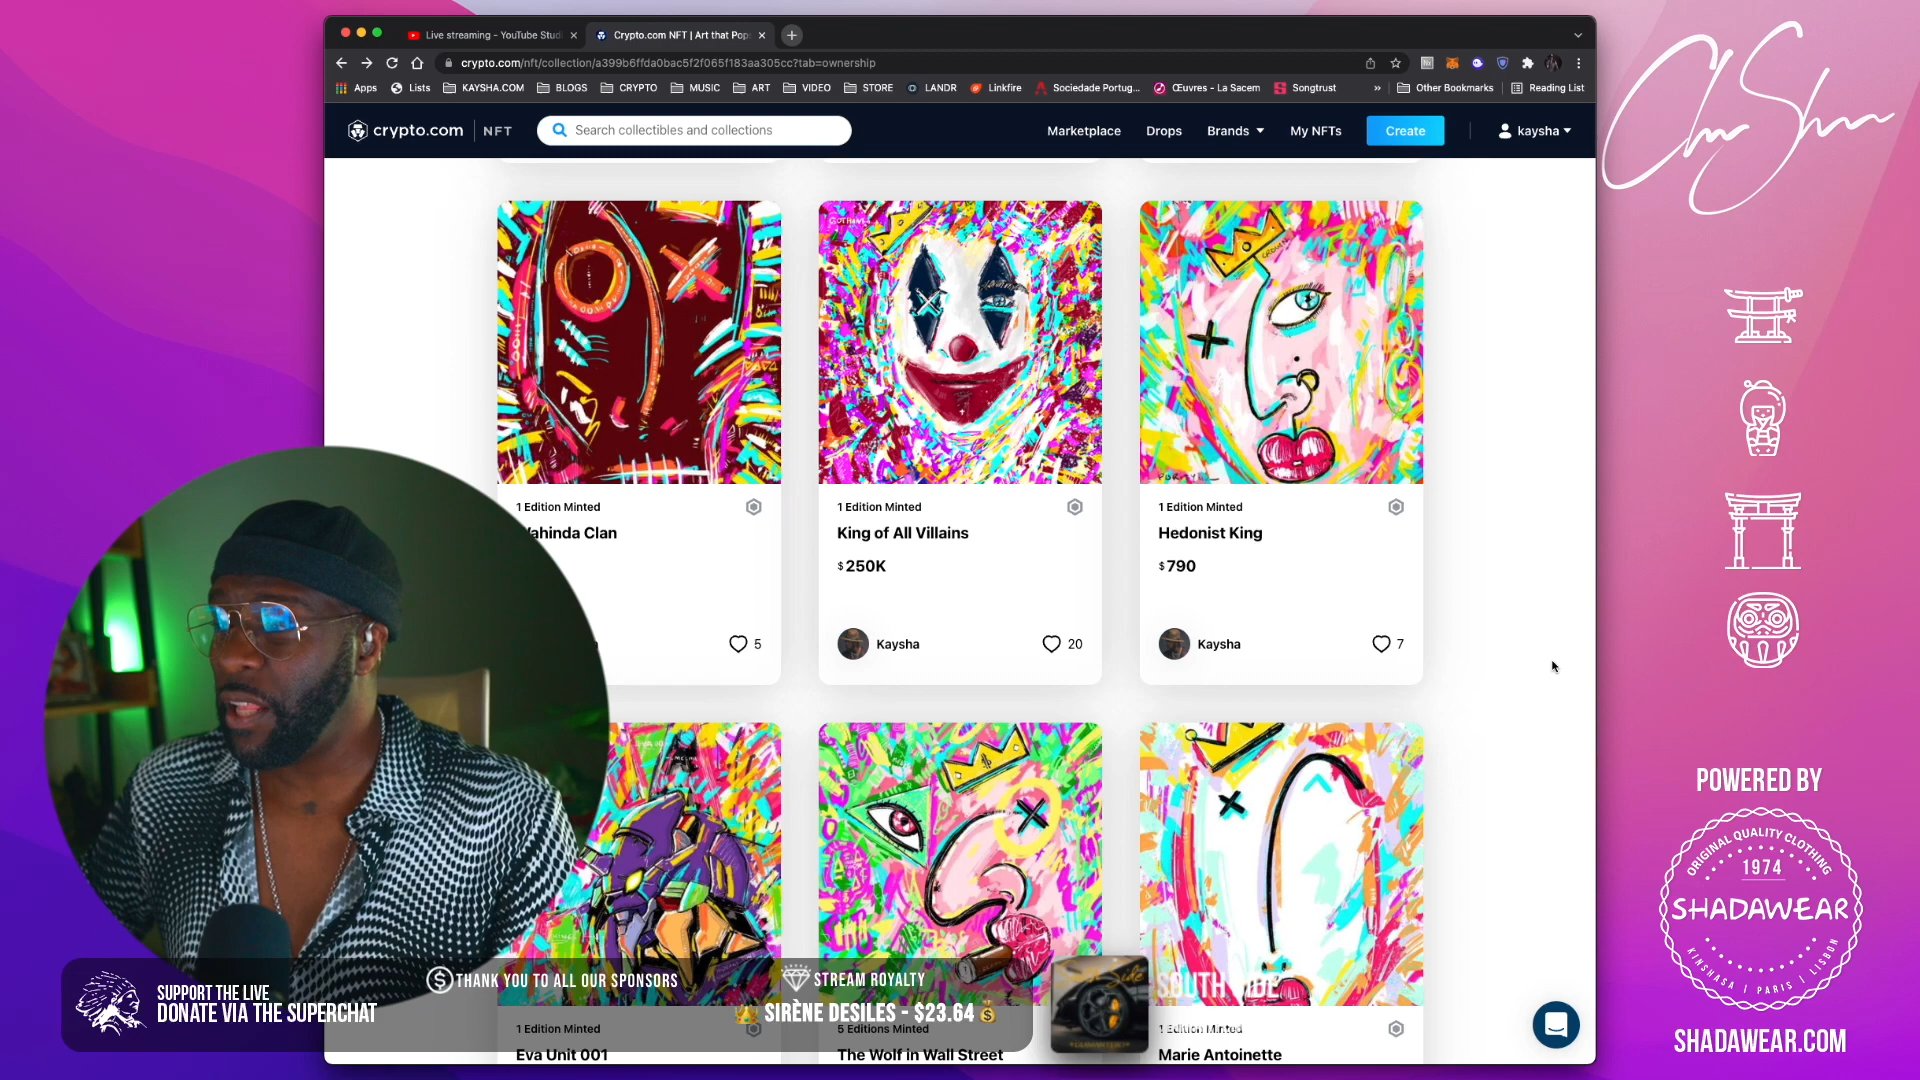 Live streaming - YouTube Studi
Crypto.com NFT | Art that Pops
crypto.com/nft/collection/a399b6ffda0bac5f2f065f183aa305cc?tab=ownership
Apps
Lists
KAYSHA.COM
BLOGS
CRYPTO
MUSIC
ART
VIDEO
STORE
LANDR
Linkfire
Sociedade Portug...
Œuvres - La Sacem
Songtrust
»
Other Bookmarks
Reading List
crypto.com | NFT
Search collectibles and collections
Marketplace
Drops
Brands
My NFTs
Create
kaysha
1 Edition Minted
ahinda Clan
5
1 Edition Minted
King of All Villains
$250K
Kaysha
20
1 Edition Minted
Hedonist King
$790
Kaysha
7
1 Edition Minted
Eva Unit 001
5 Editions Minted
The Wolf in Wall Street
1 Edition Minted
Marie Antoinette
SUPPORT THE LIVE
DONATE VIA THE SUPERCHAT
THANK YOU TO ALL OUR SPONSORS
STREAM ROYALTY
SIRÈNE DESILES - $23.64
SOUTH SIDE
POWERED BY
ORIGINAL QUALITY CLOTHING
1974
SHADAWEAR
KINSHASA | PARIS | LISBON
SHADAWEAR.COM